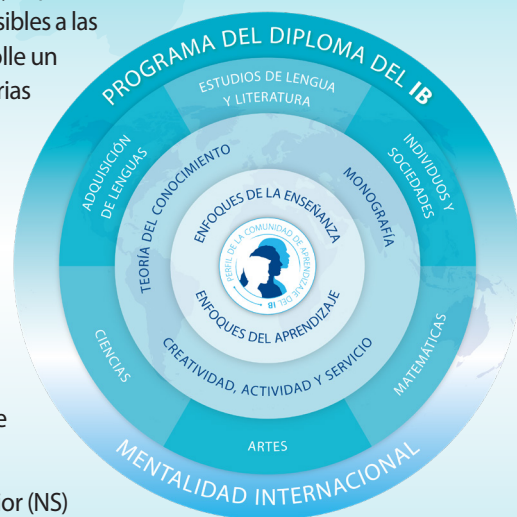 sibles a las
lle un
rias
e
or (NS)
PROGRAMA DEL DIPLOMA DEL IB
ESTUDIOS DE LENGUA
Y LITERATURA
ADQUISICIÓN
DE LENGUAS
INDIVIDUOS Y
SOCIEDADES
TEORÍA DEL CONOCIMIENTO
MONOGRAFÍA
ENFOQUES DE LA ENSEÑANZA
PERFIL DE LA COMUNIDAD DE APRENDIZAJE DEL IB
ENFOQUES DEL APRENDIZAJE
CREATIVIDAD, ACTIVIDAD Y SERVICIO
CIENCIAS
MATEMÁTICAS
ARTES
MENTALIDAD INTERNACIONAL